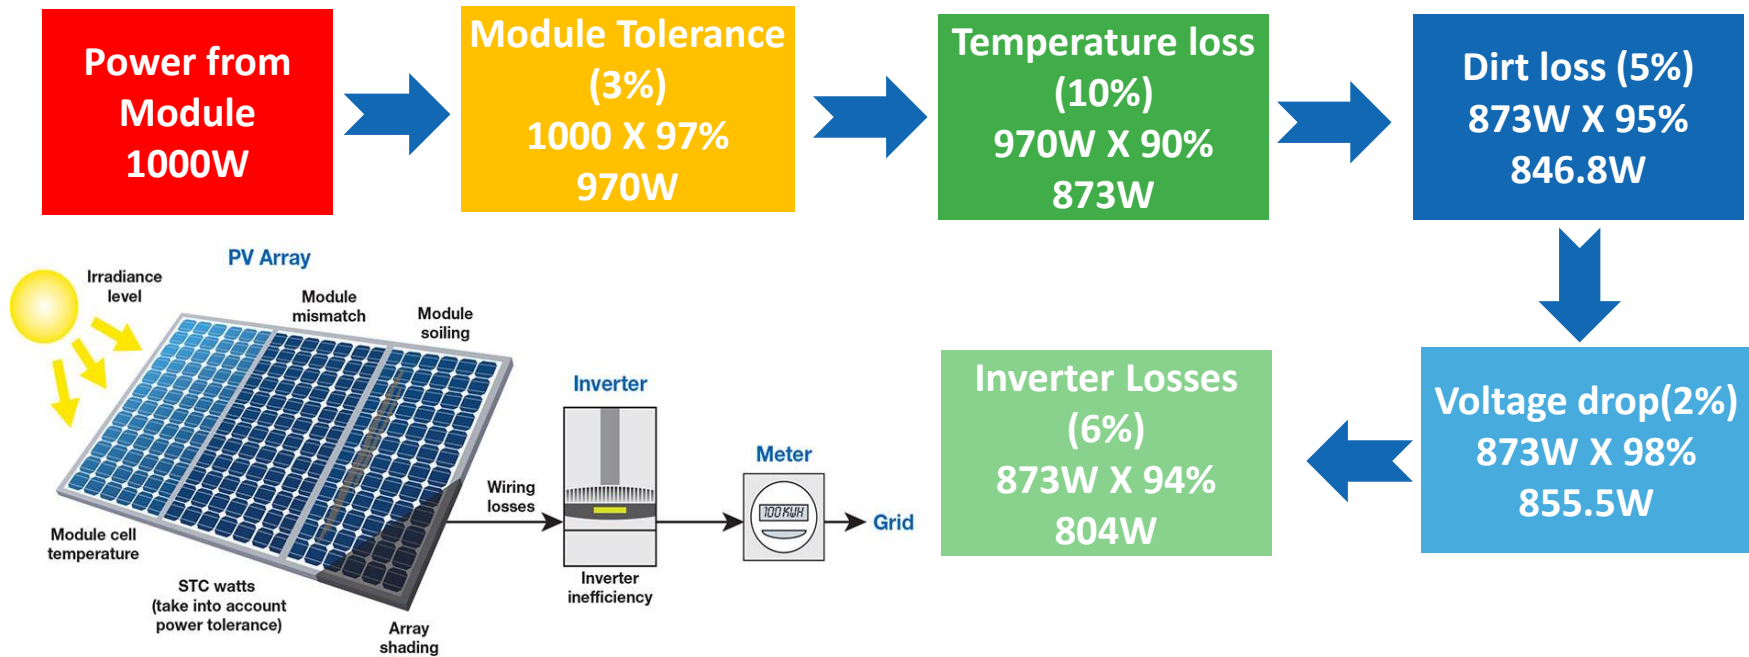 Power from
Module
1000W
Module Tolerance
(3%)
1000 X 97%
970W
Temperature loss
(10%)
970W X 90%
873W
Dirt loss (5%)
873W X 95%
846.8W
Voltage drop(2%)
873W X 98%
855.5W
Inverter Losses
(6%)
873W X 94%
804W
PV Array
Irradiance
level
Module
mismatch
Module
soiling
Inverter
Meter
Wiring
losses
100 KWH
Grid
Module cell
temperature
STC watts
(take into account
power tolerance)
Inverter
inefficiency
Array
shading